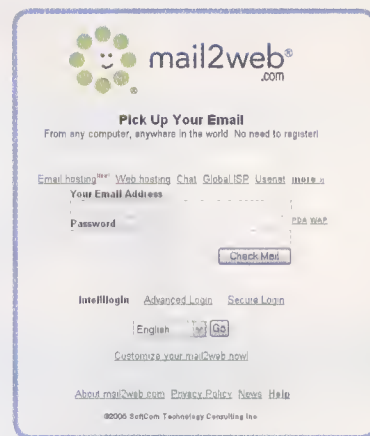 mail2web®
.com
®
Pick Up Your Email
From any computer, anywhere in the world. No need to register!
Email hosting Web hosting Chat Global ISP Usenet more »
Your Email Address
Password PDA WAP
Check Mail
Intellilogin Advanced Login Secure Login
English Go
Customize your mail2web now!
About mail2web.com Privacy Policy News Help
©2006 SoftCom Technology Consulting Inc